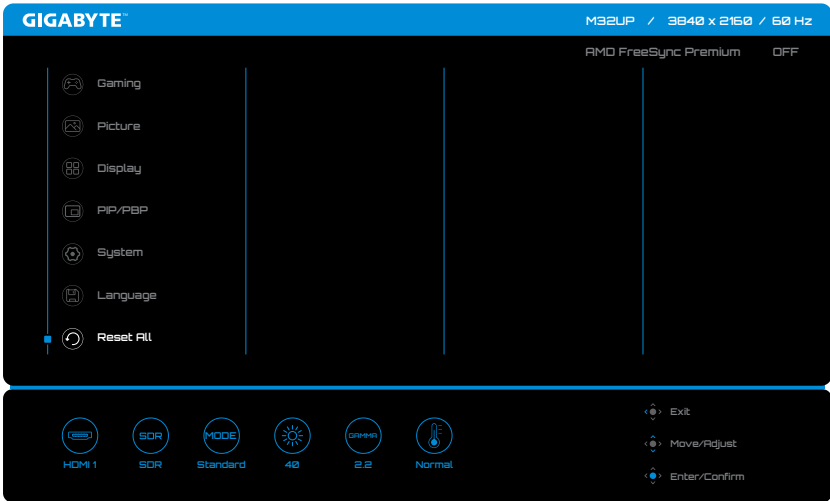 GIGABYTE™
M32UP / 3840 x 2160 / 60 Hz
AMD FreeSync Premium OFF
Gaming
Picture
Display
PIP/PBP
System
Language
Reset All
SDR MODE GAMMA
HDMI 1 SDR Standard 40 2.2 Normal
Exit
Move/Adjust
Enter/Confirm